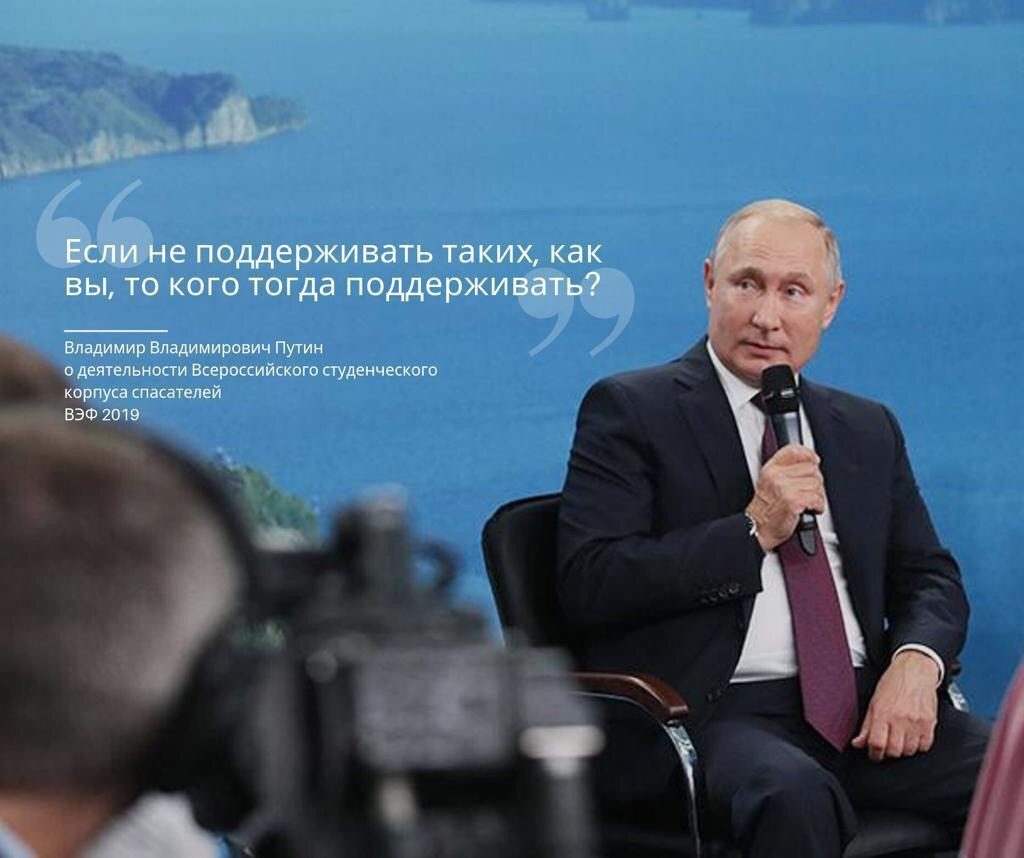 Если не поддерживать таких, как
вы, то кого тогда поддерживать?
Владимир Владимирович Путин
о деятельности Всероссийского студенческого
корпуса спасателей
ВЭФ 2019